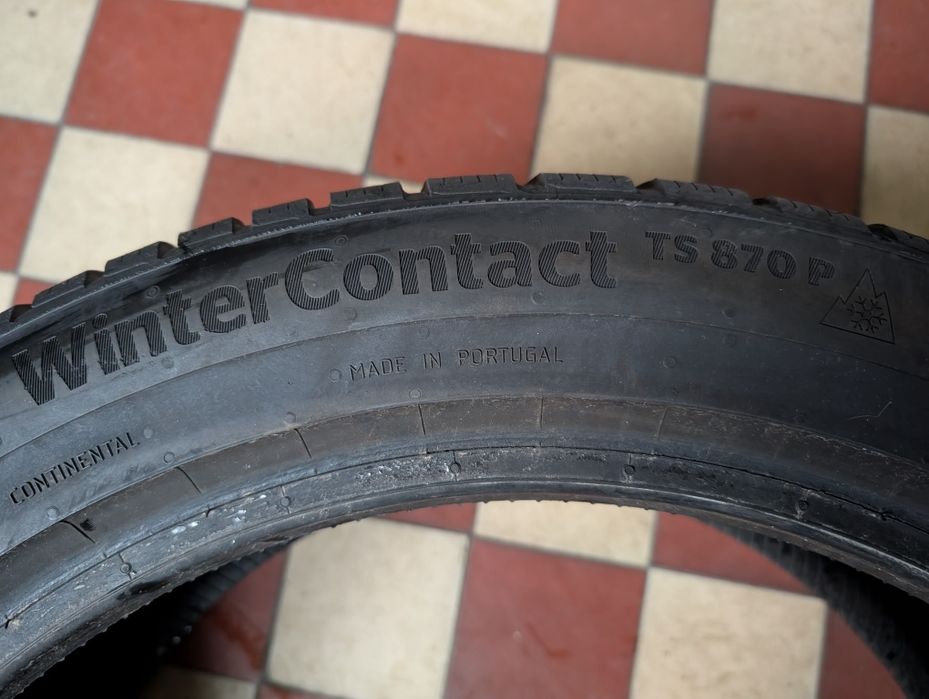 WinterContact TS 870 P
MADE IN PORTUGAL
CONTINENTAL